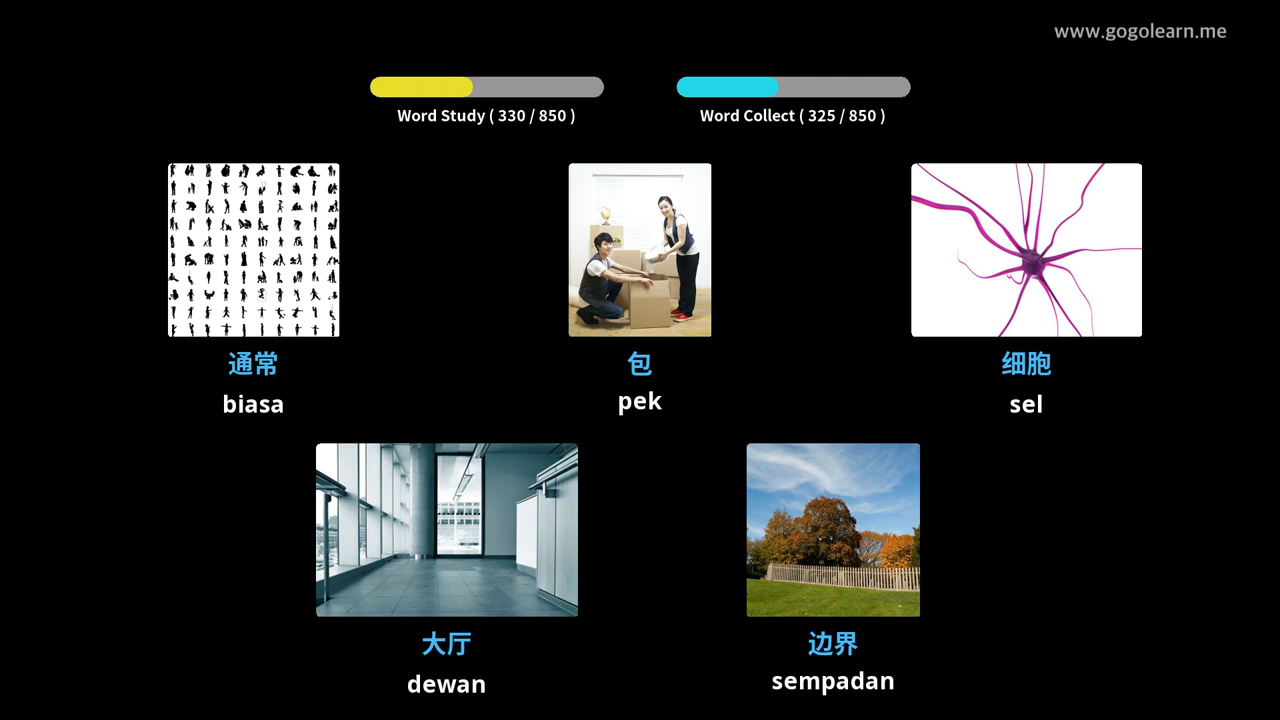 www.gogolearn.me
Word Study ( 330 / 850 )
Word Collect ( 325 / 850 )
通常
biasa
包
pek
细胞
sel
大厅
dewan
边界
sempadan